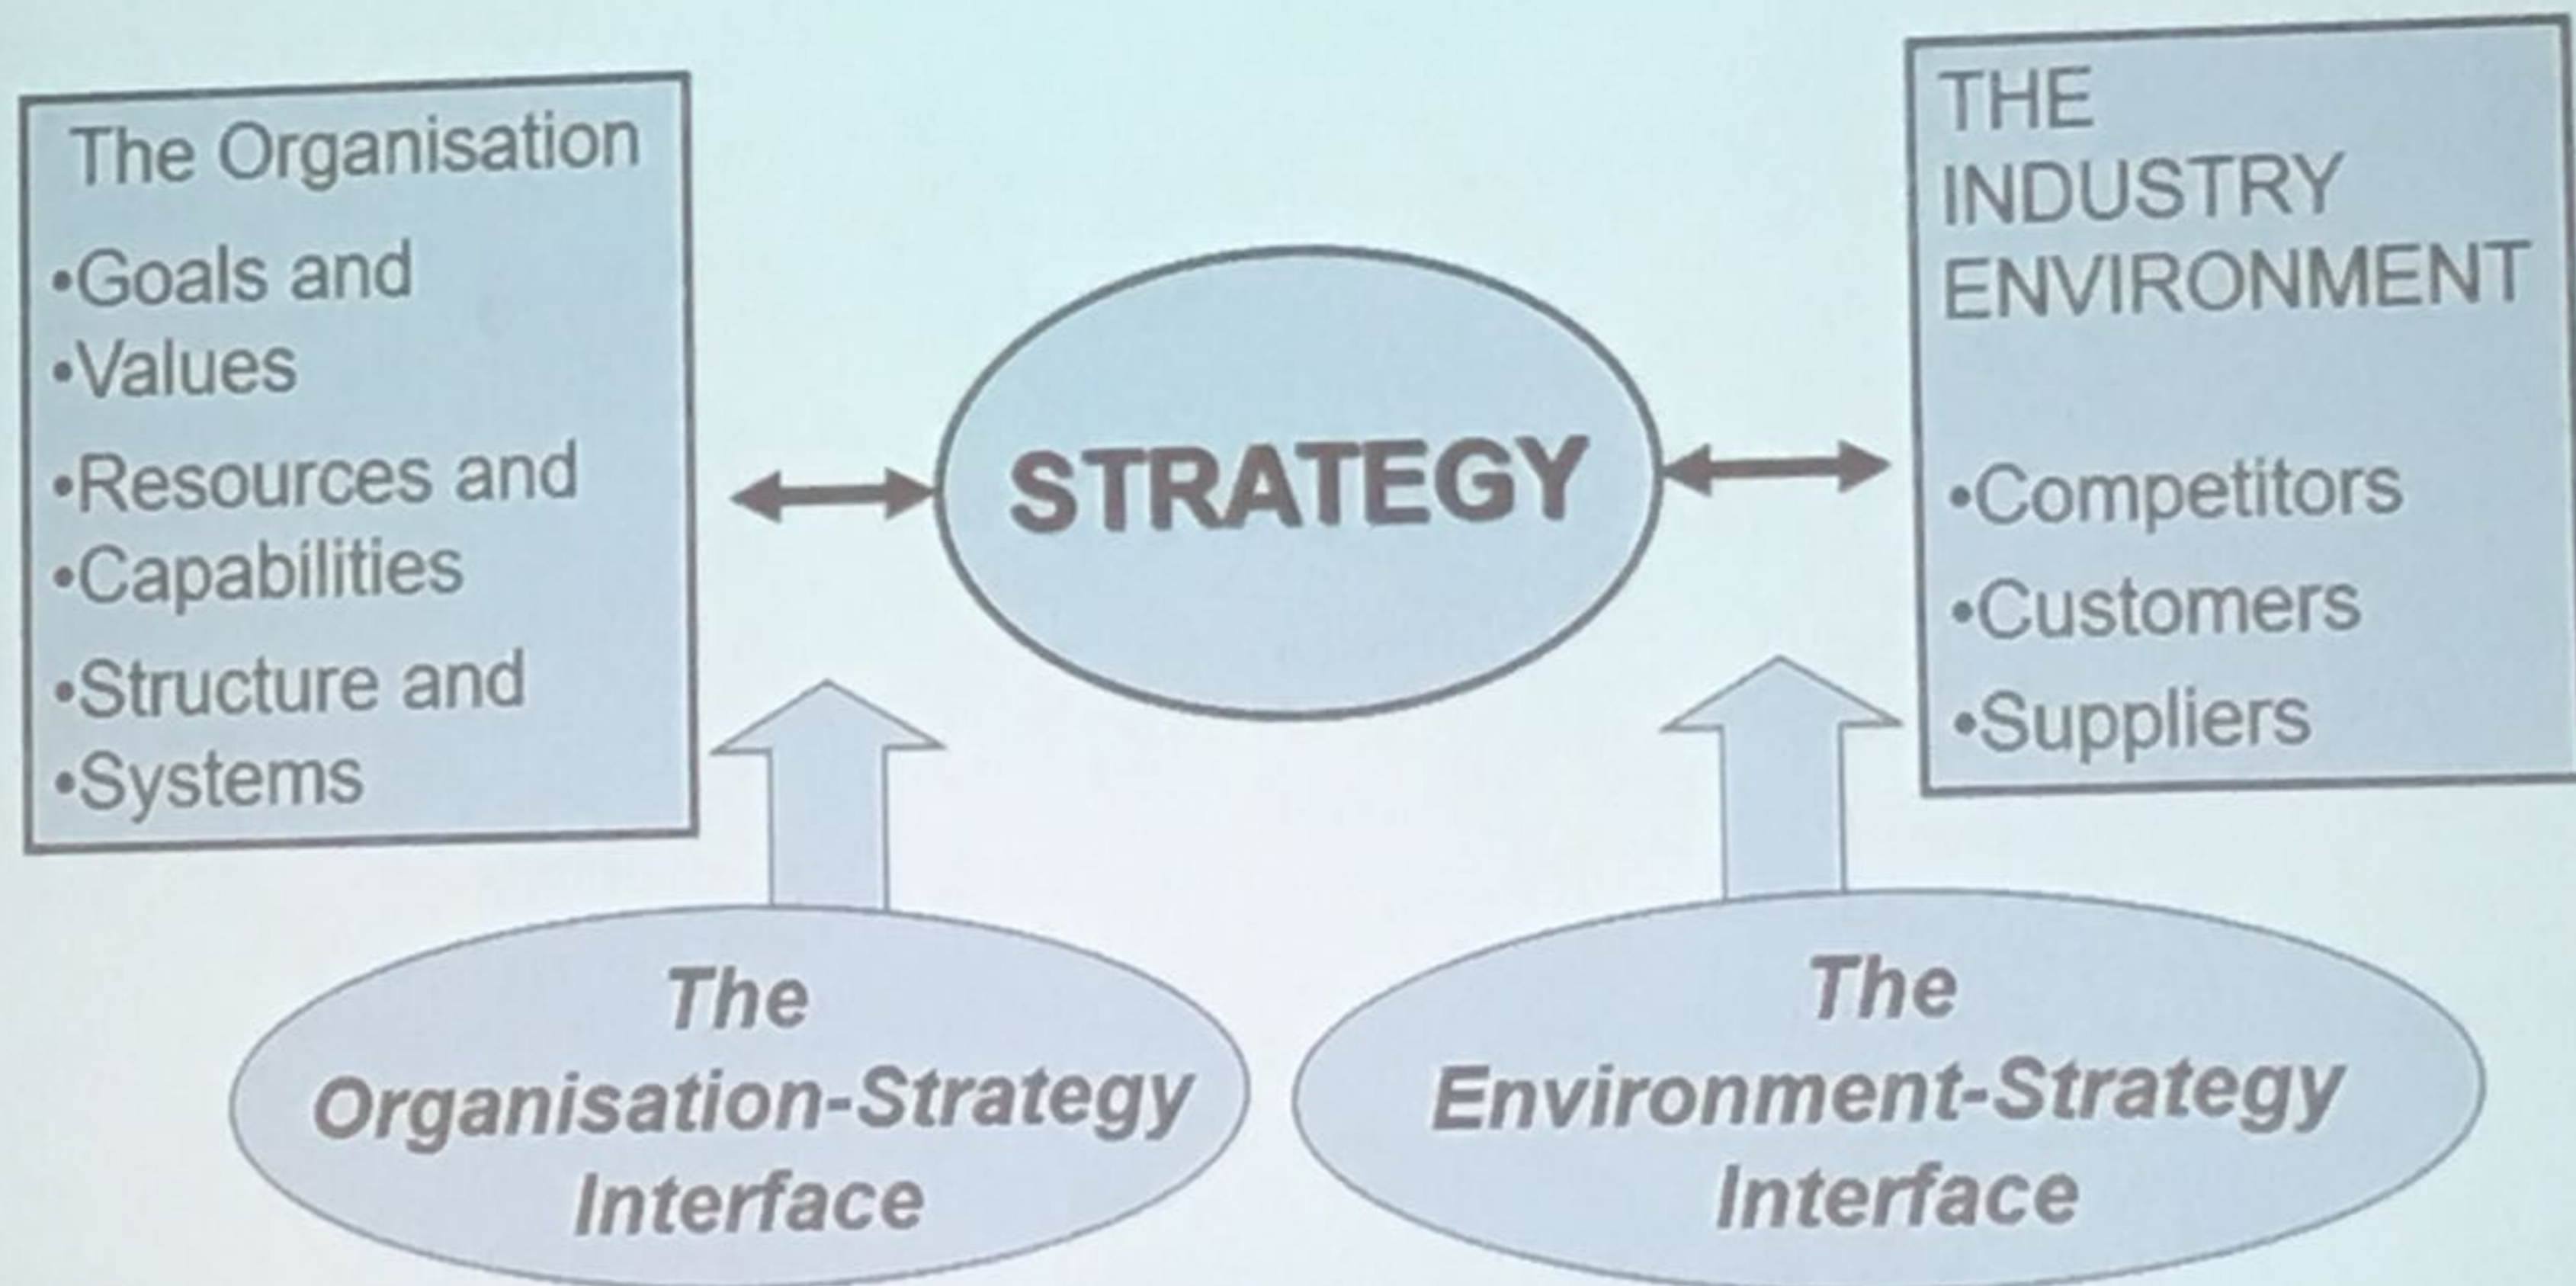 The Organisation
•Goals and
•Values
•Resources and
•Capabilities
•Structure and
•Systems
STRATEGY
THE
INDUSTRY
ENVIRONMENT
•Competitors
•Customers
•Suppliers
The
Organisation-Strategy
Interface
The
Environment-Strategy
Interface